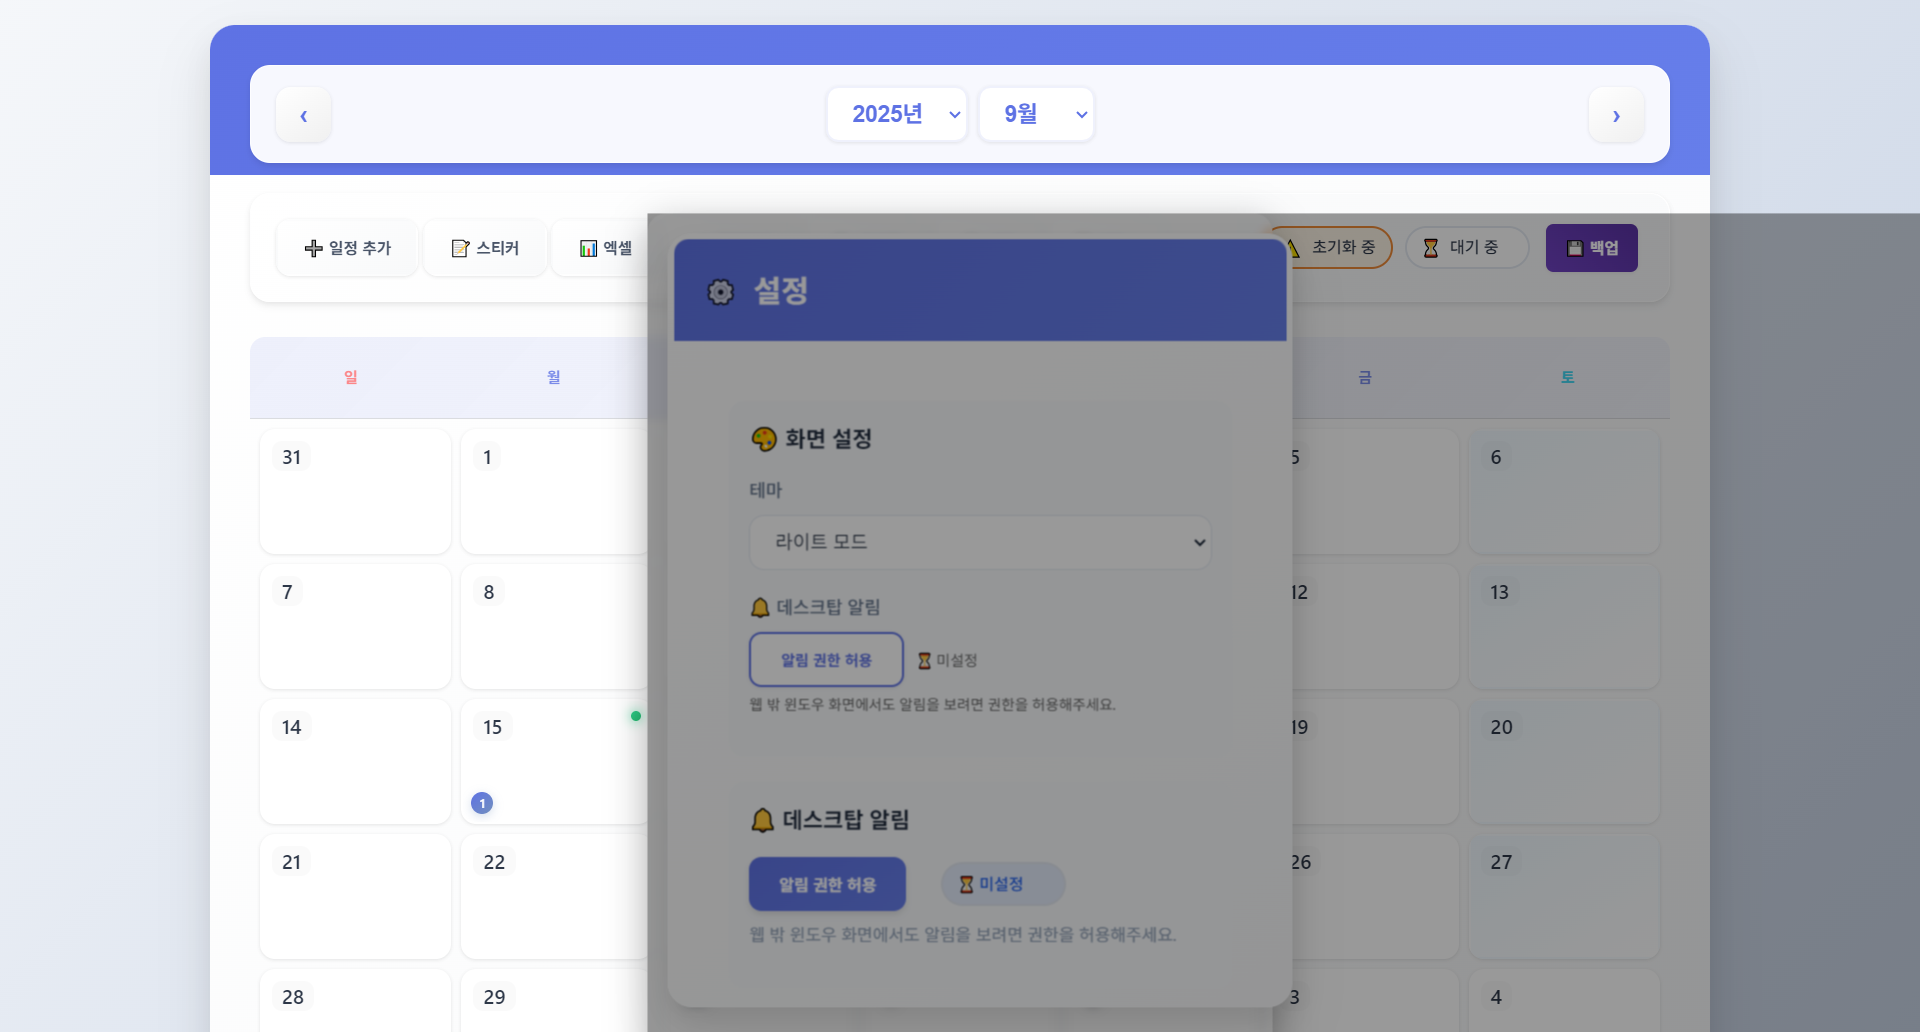 ‹ 2025년 9월 ›
일정 추가 스티커 엑셀 초기화 중 대기 중 백업
설정
일 월 금 토
화면 설정
31 1 5 6
테마
라이트 모드
7 8 12 13
데스크탑 알림
알림 권한 허용 미설정
웹 밖 윈도우 화면에서도 알림을 보려면 권한을 허용해주세요.
14 15 19 20
1
데스크탑 알림
21 22 26 27
알림 권한 허용 미설정
웹 밖 윈도우 화면에서도 알림을 보려면 권한을 허용해주세요.
28 29 3 4